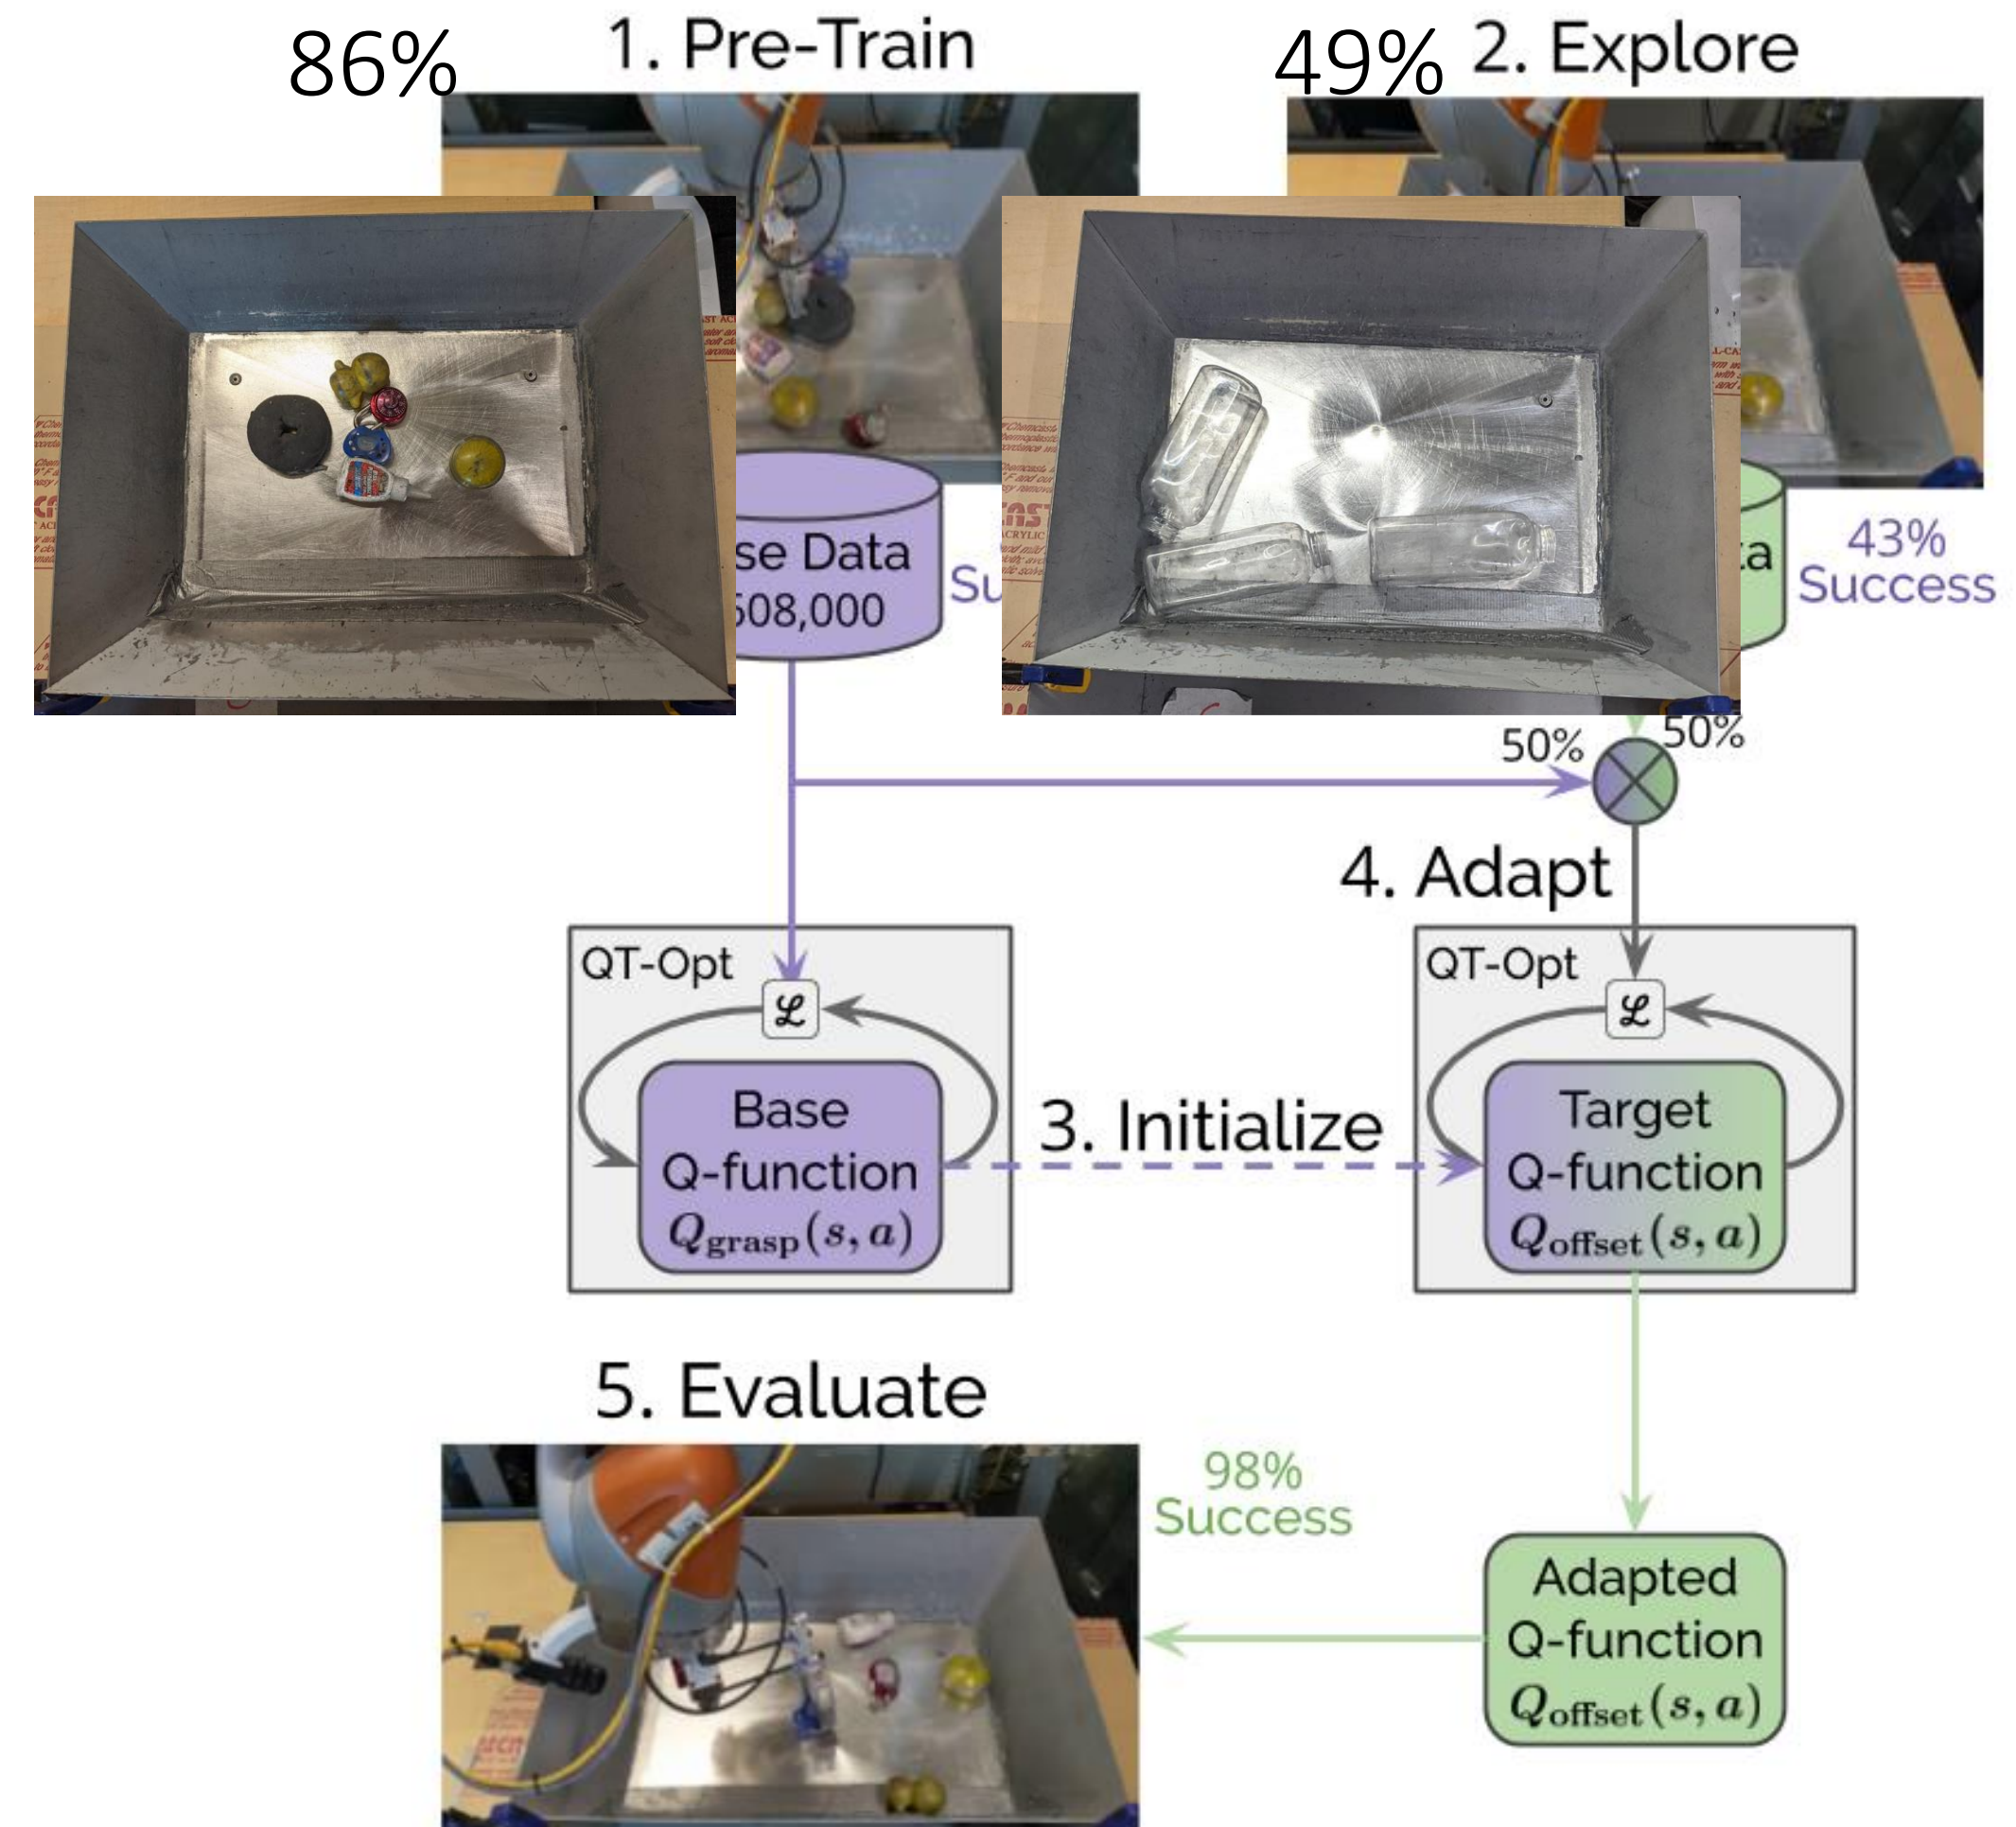 86%
1. Pre-Train
49%
2. Explore
se Data
508,000
Su
ta
43%
Success
50%
50%
4. Adapt
QT-Opt
ℒ
Base
Q-function
Q_grasp(s, a)
3. Initialize
QT-Opt
ℒ
Target
Q-function
Q_offset(s, a)
5. Evaluate
98%
Success
Adapted
Q-function
Q_offset(s, a)